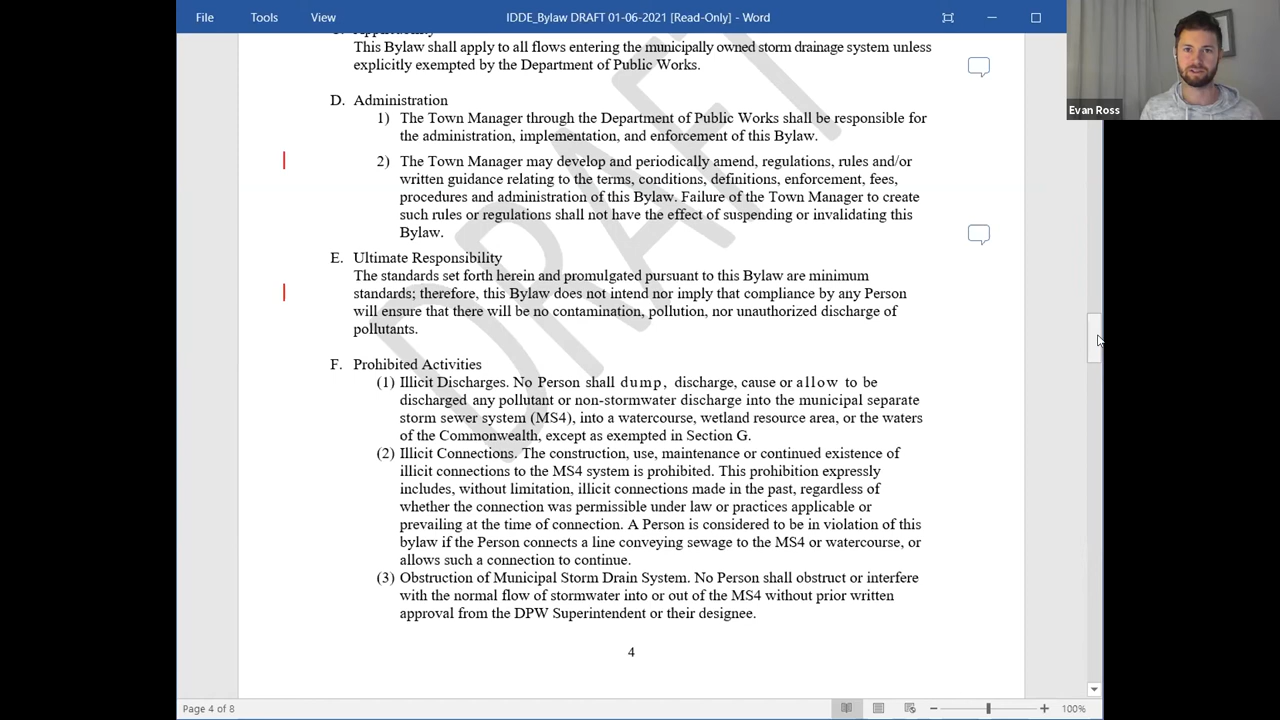 File Tools View IDDE_Bylaw DRAFT 01-06-2021 [Read-Only] - Word
Evan Ross
This Bylaw shall apply to all flows entering the municipally owned storm drainage system unless
explicitly exempted by the Department of Public Works.
D. Administration
1) The Town Manager through the Department of Public Works shall be responsible for
the administration, implementation, and enforcement of this Bylaw.
2) The Town Manager may develop and periodically amend, regulations, rules and/or
written guidance relating to the terms, conditions, definitions, enforcement, fees,
procedures and administration of this Bylaw. Failure of the Town Manager to create
such rules or regulations shall not have the effect of suspending or invalidating this
Bylaw.
E. Ultimate Responsibility
The standards set forth herein and promulgated pursuant to this Bylaw are minimum
standards; therefore, this Bylaw does not intend nor imply that compliance by any Person
will ensure that there will be no contamination, pollution, nor unauthorized discharge of
pollutants.
F. Prohibited Activities
(1) Illicit Discharges. No Person shall dump, discharge, cause or allow to be
discharged any pollutant or non-stormwater discharge into the municipal separate
storm sewer system (MS4), into a watercourse, wetland resource area, or the waters
of the Commonwealth, except as exempted in Section G.
(2) Illicit Connections. The construction, use, maintenance or continued existence of
illicit connections to the MS4 system is prohibited. This prohibition expressly
includes, without limitation, illicit connections made in the past, regardless of
whether the connection was permissible under law or practices applicable or
prevailing at the time of connection. A Person is considered to be in violation of this
bylaw if the Person connects a line conveying sewage to the MS4 or watercourse, or
allows such a connection to continue.
(3) Obstruction of Municipal Storm Drain System. No Person shall obstruct or interfere
with the normal flow of stormwater into or out of the MS4 without prior written
approval from the DPW Superintendent or their designee.
4
DRAFT
Page 4 of 8 100%